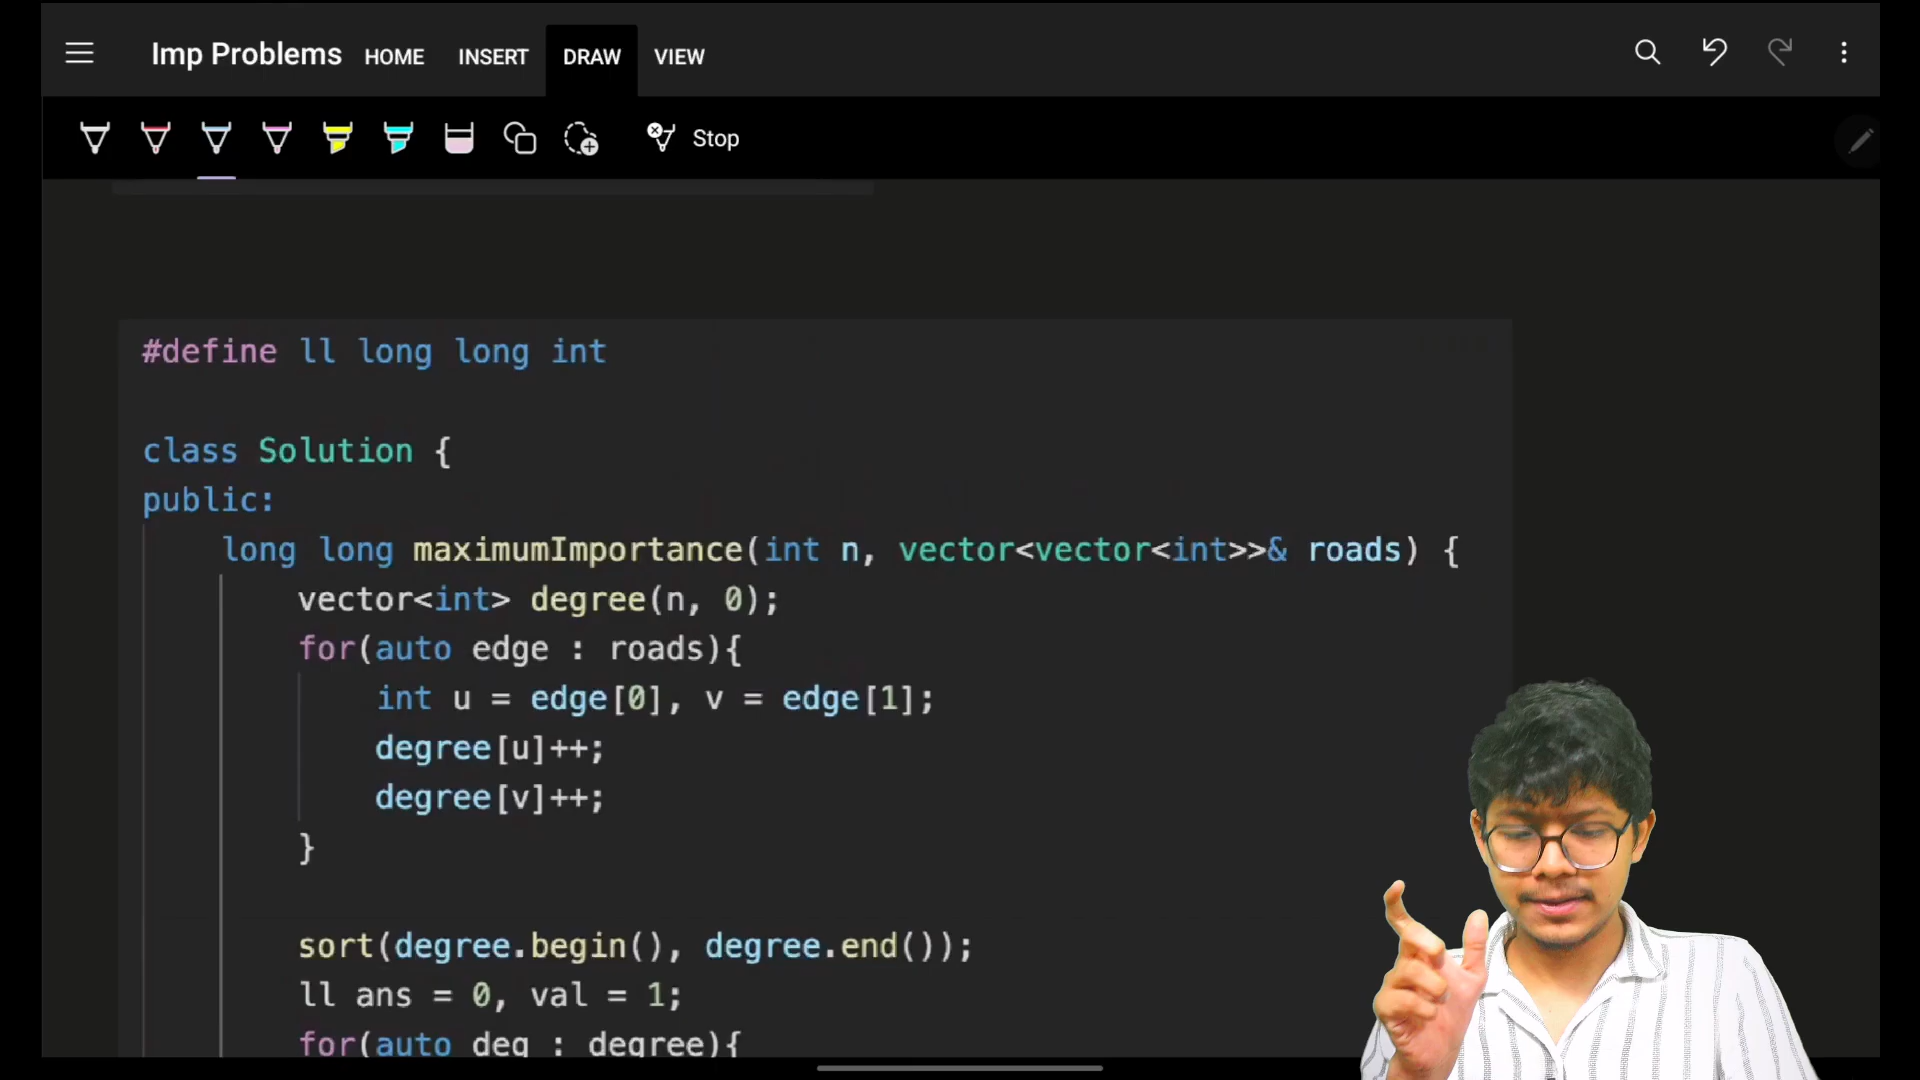 Imp Problems HOME INSERT DRAW VIEW
Stop
#define ll long long int
class Solution {
public:
long long maximumImportance(int n, vector<vector<int>>& roads) {
vector<int> degree(n, 0);
for(auto edge : roads){
int u = edge[0], v = edge[1];
degree[u]++;
degree[v]++;
}
sort(degree.begin(), degree.end());
ll ans = 0, val = 1;
for(auto deg : degree){